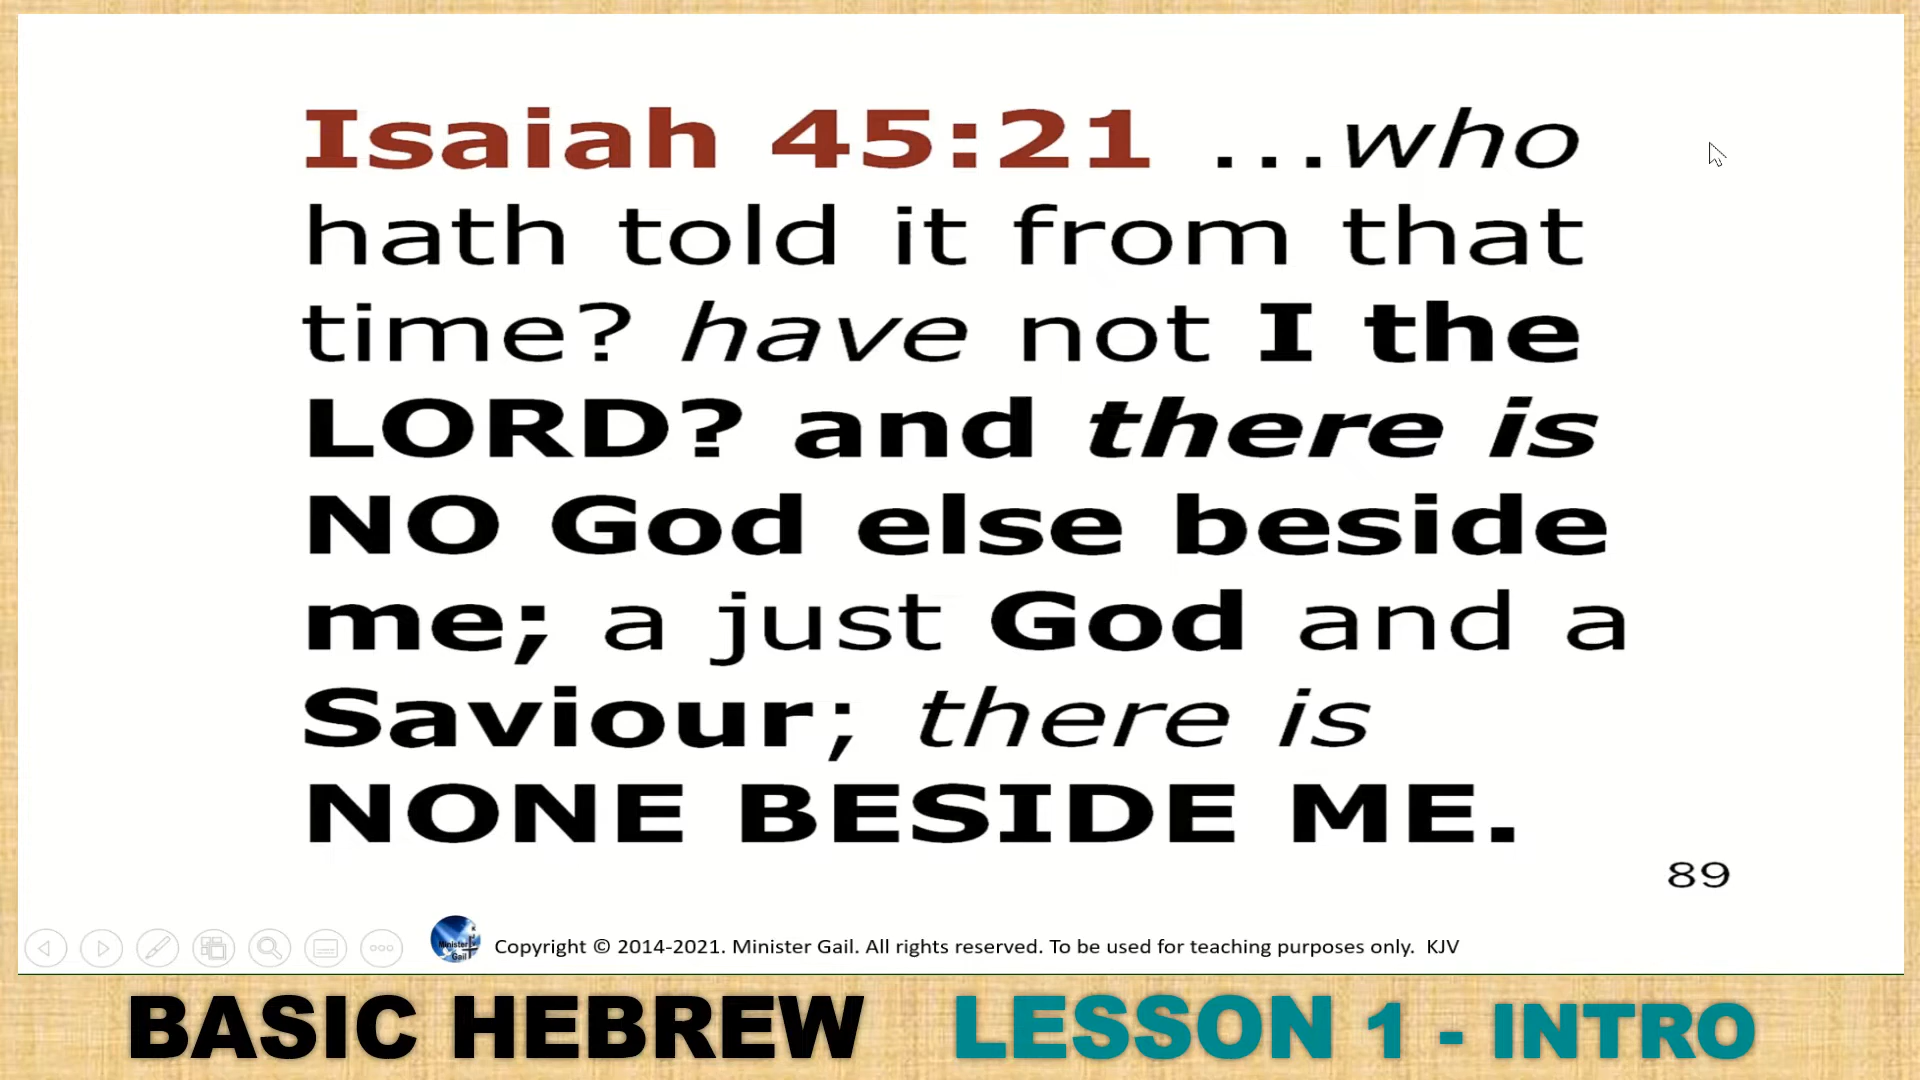 Isaiah 45:21 ...who
hath told it from that
time? have not I the
LORD? and there is
NO God else beside
me; a just God and a
Saviour; there is
NONE BESIDE ME.
89
Minister
Gail
Copyright © 2014-2021. Minister Gail. All rights reserved. To be used for teaching purposes only. KJV
BASIC HEBREW LESSON 1 - INTRO